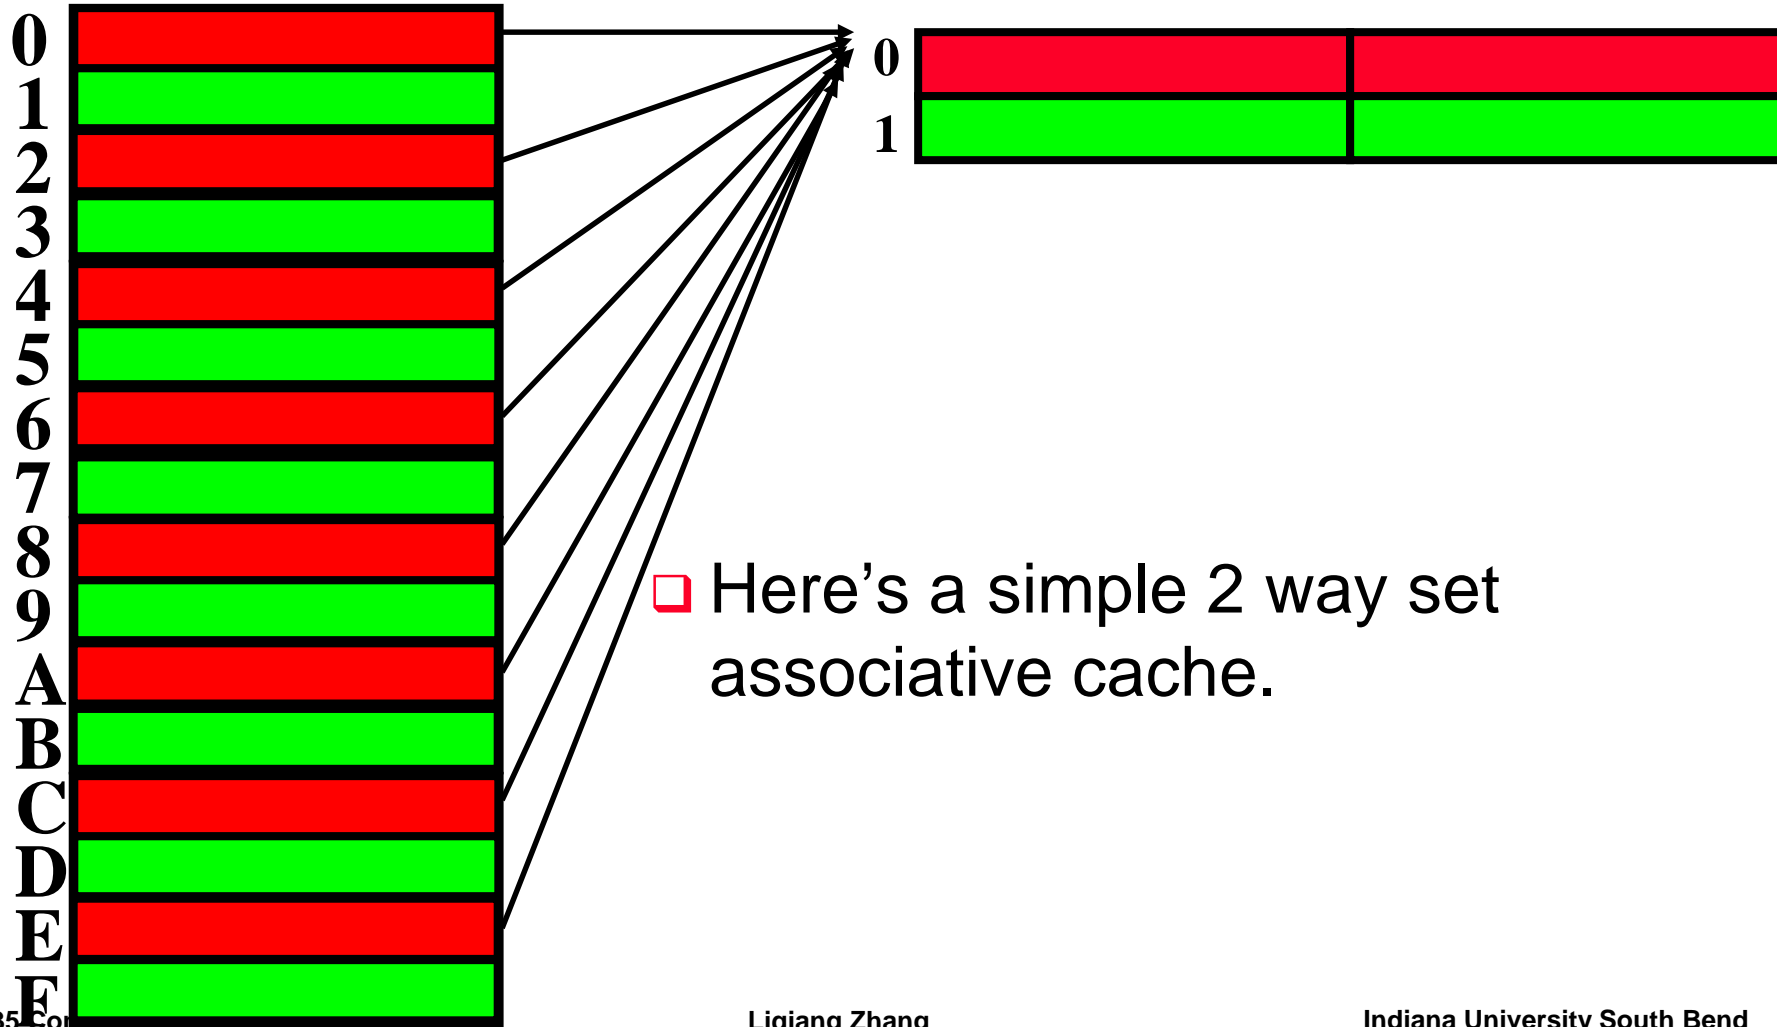 0
1
2
3
4
5
6
7
8
9
A
B
C
D
E
F
0
1
Here's a simple 2 way set
associative cache.
Liqiang Zhang
Indiana University South Bend